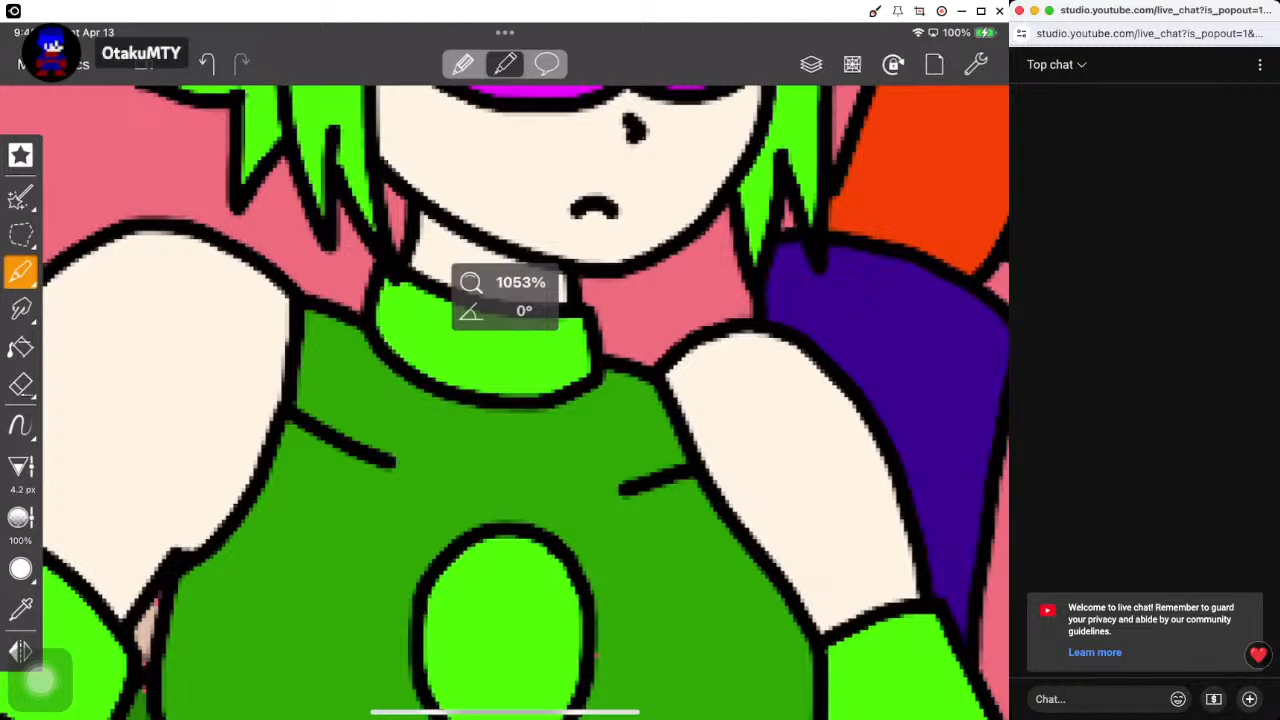 studio.youtube.com/live_chat?is_popout=1...
studio.youtube.com/live_chat?is_popout=1&...
Sat Apr 13
100%
OtakuMTY
Top chat
1053%
0°
4.2 px
100%
Welcome to live chat! Remember to guard
your privacy and abide by our community
guidelines.
Learn more
Chat...